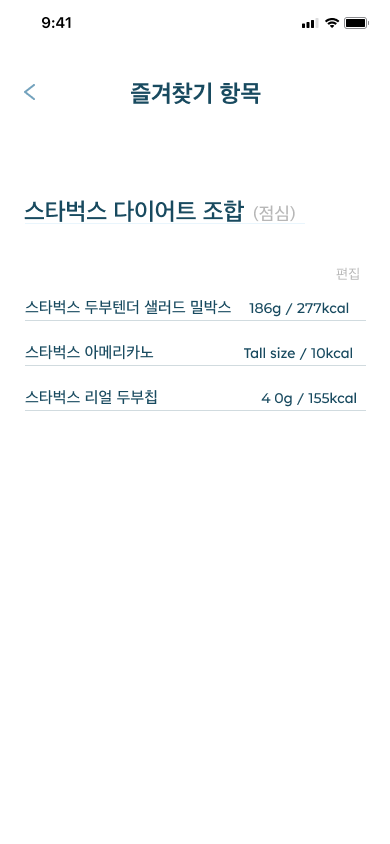 9:41
즐겨찾기 항목
스타벅스 다이어트 조합 (점심)
편집
스타벅스 두부텐더 샐러드 밀박스 186g / 277kcal
스타벅스 아메리카노 Tall size / 10kcal
스타벅스 리얼 두부칩 4 0g / 155kcal